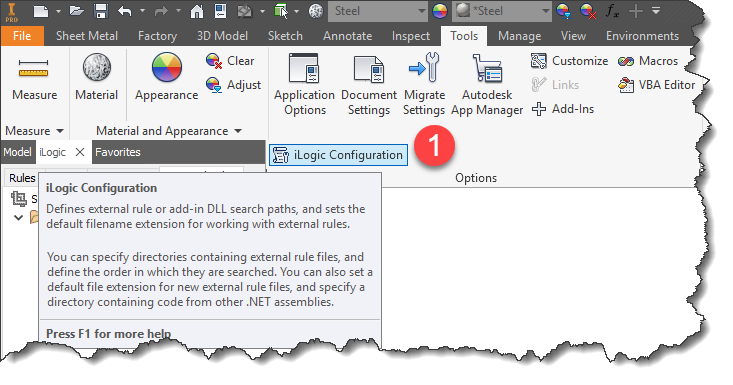 I
PRO
Steel
*Steel
fx
File Sheet Metal Factory 3D Model Sketch Annotate Inspect Tools Manage View Environments
Measure
Material
Appearance
Clear
Adjust
Application Options
Document Settings
Migrate Settings
Autodesk App Manager
Customize
Links
Add-Ins
Macros
VBA Editor
Measure
Material and Appearance
iLogic Configuration
1
Options
Model iLogic Favorites
Rules
S
iLogic Configuration
Defines external rule or add-in DLL search paths, and sets the
default filename extension for working with external rules.
You can specify directories containing external rule files, and
define the order in which they are searched. You can also set a
default file extension for new external rule files, and specify a
directory containing code from other .NET assemblies.
Press F1 for more help